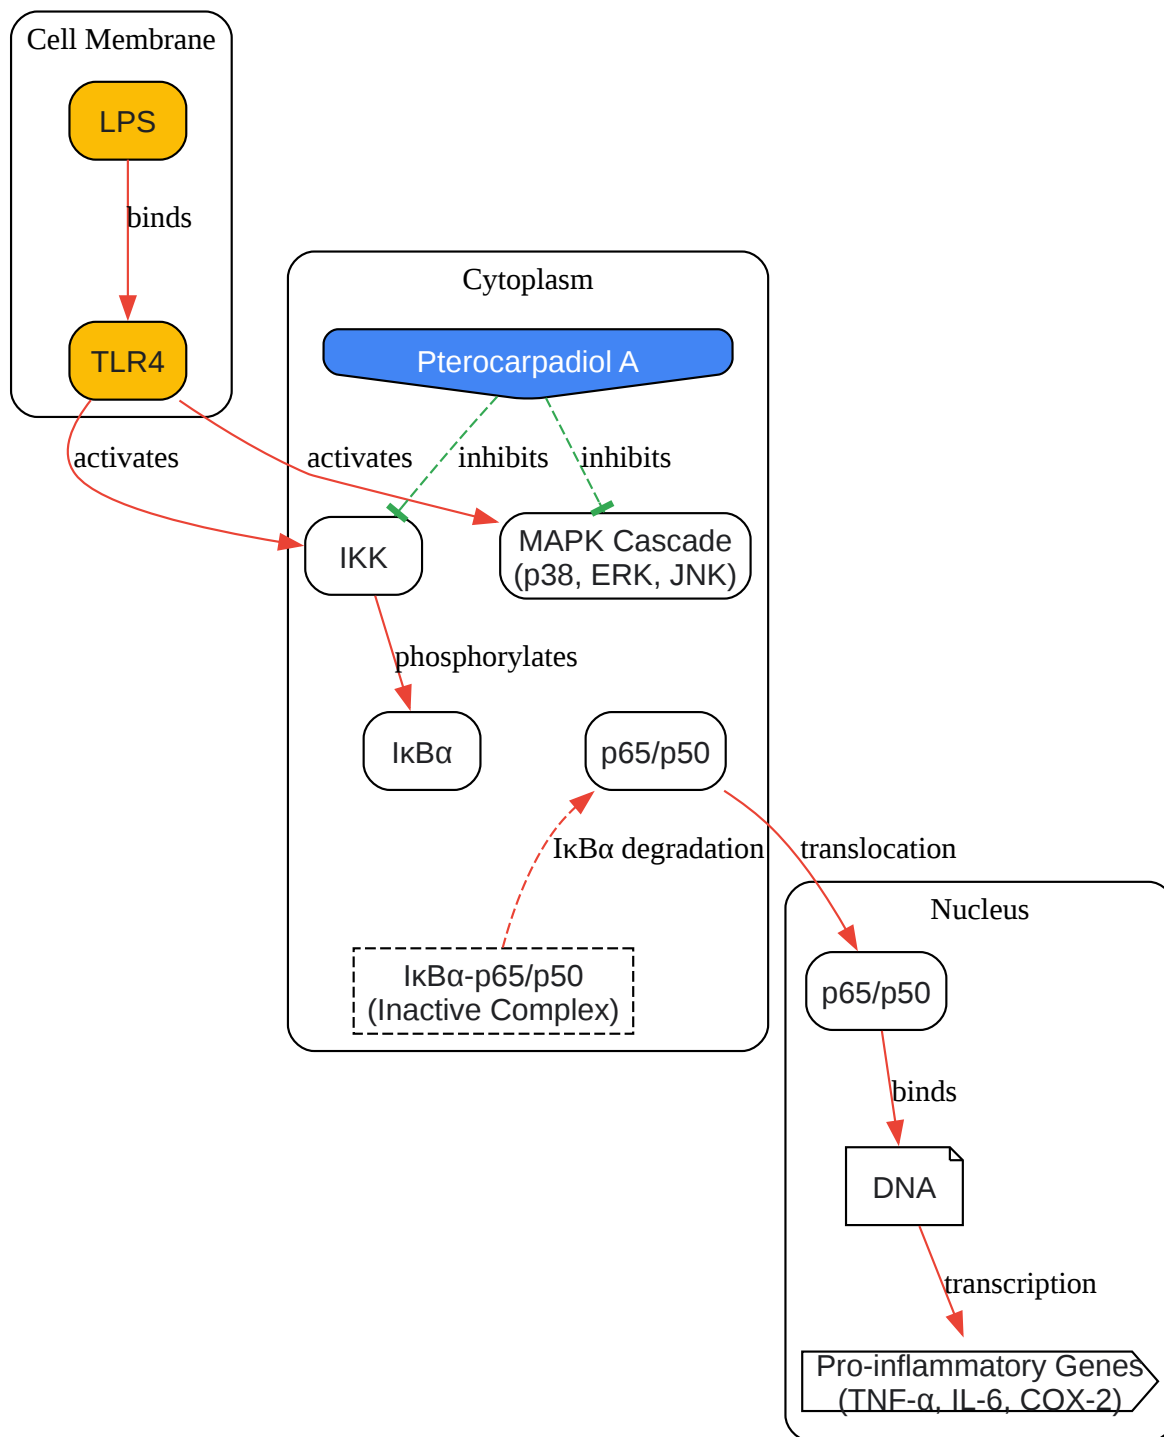 Cell Membrane
LPS
binds
TLR4
Cytoplasm
Pterocarpadiol A
activates
activates
inhibits
inhibits
IKK
MAPK Cascade
(p38, ERK, JNK)
phosphorylates
IκBα
p65/p50
IκBα degradation
translocation
Nucleus
IκBα-p65/p50
(Inactive Complex)
p65/p50
binds
DNA
transcription
Pro-inflammatory Genes
(TNF-α, IL-6, COX-2)